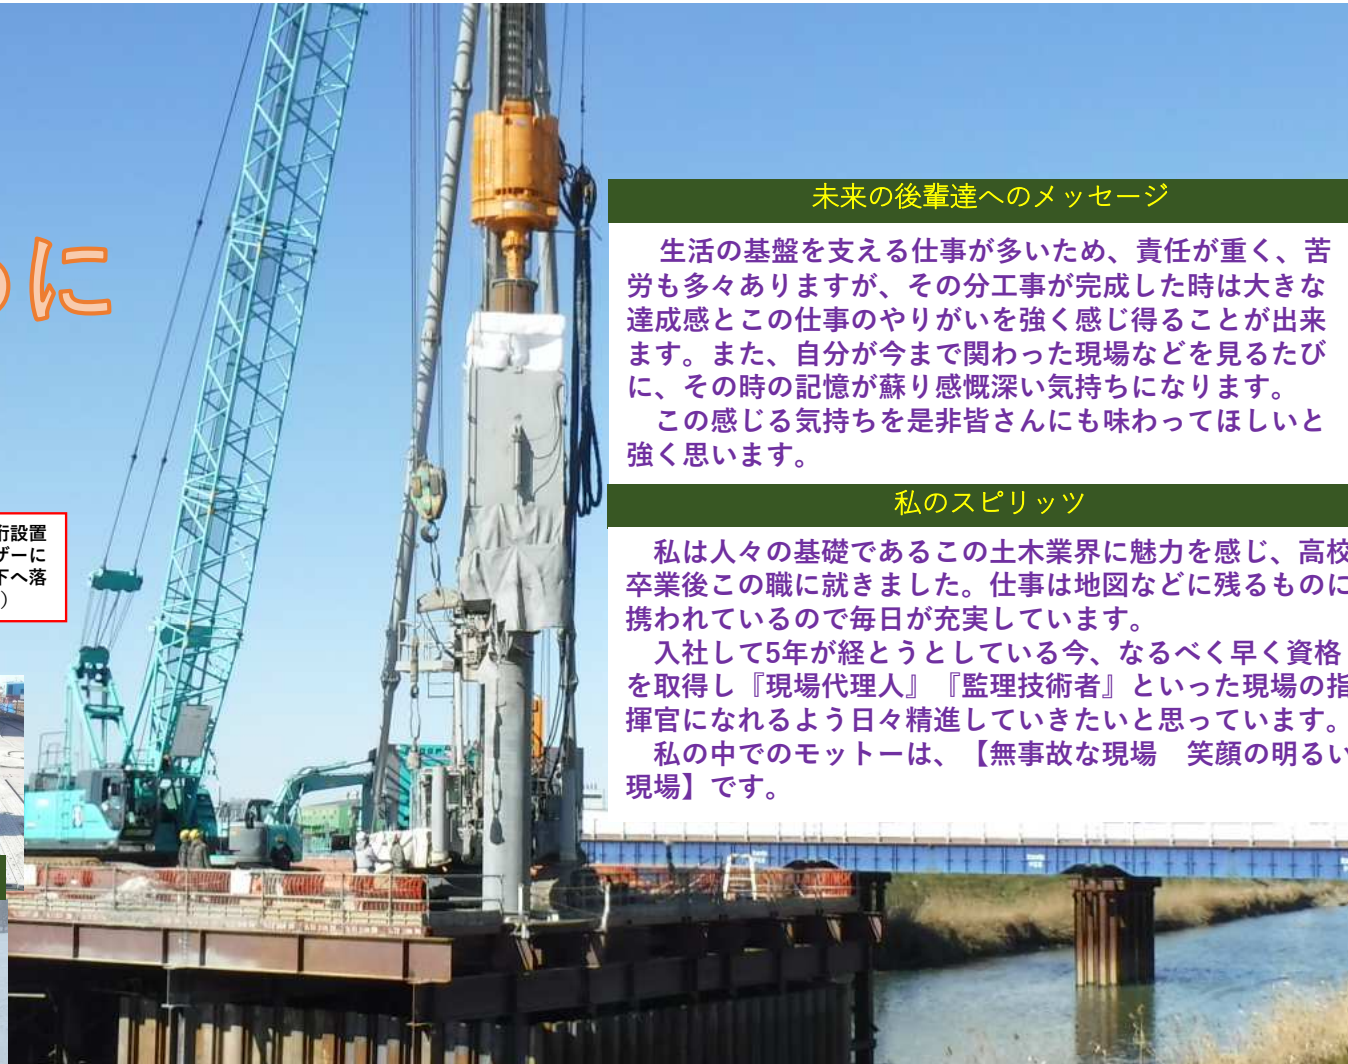 めに
未来の後輩達へのメッセージ
生活の基盤を支える仕事が多いため、責任が重く、苦
労も多々ありますが、その分工事が完成した時は大きな
達成感とこの仕事のやりがいを強く感じ得ることが出来
ます。また、自分が今まで関わった現場などを見るたび
に、その時の記憶が蘇り感慨深い気持ちになります。
この感じる気持ちを是非皆さんにも味わってほしいと
強く思います。
私のスピリッツ
私は人々の基礎であるこの土木業界に魅力を感じ、高校
卒業後この職に就きました。仕事は地図などに残るものに
携われているので毎日が充実しています。
入社して5年が経とうとしている今、なるべく早く資格
を取得し『現場代理人』『監理技術者』といった現場の指
揮官になれるよう日々精進していきたいと思っています。
私の中でのモットーは、【無事故な現場　笑顔の明るい
現場】です。
桁設置
ザーに
下へ落
）